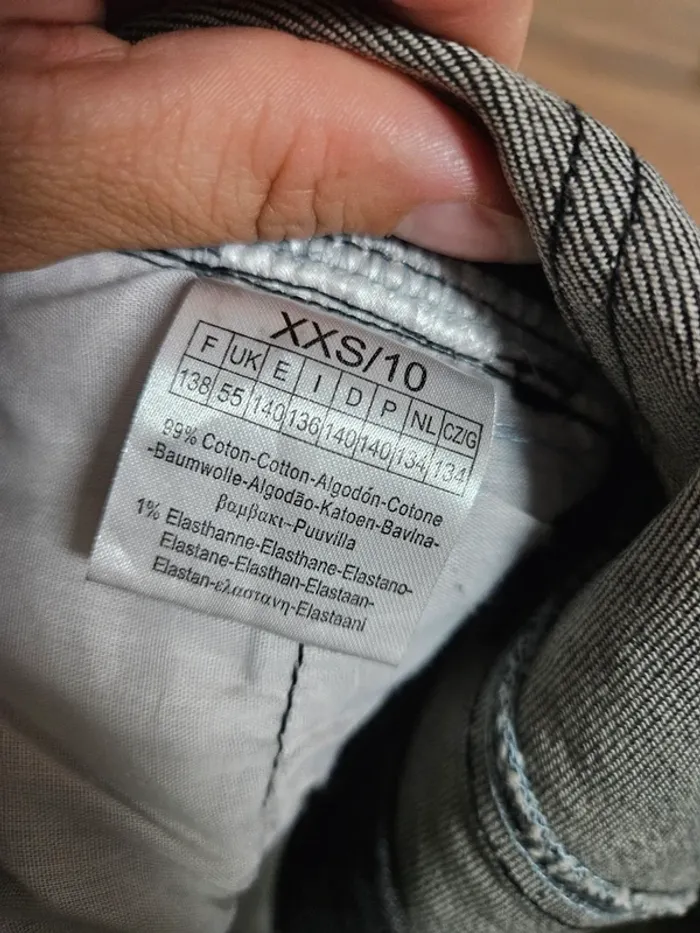 XXS/10
F UK E I D P NL CZ/G
138 55 140 136 140 140 134 134
89% Coton-Cotton-Algodón-Cotone
-Baumwolle-Algodão-Katoen-Bavlna-
βαμβακι-Puuvilla
1% Elasthanne-Elasthane-Elastano-
Elastane-Elasthan-Elastaan-
Elastan-ελαστανη-Elastaani